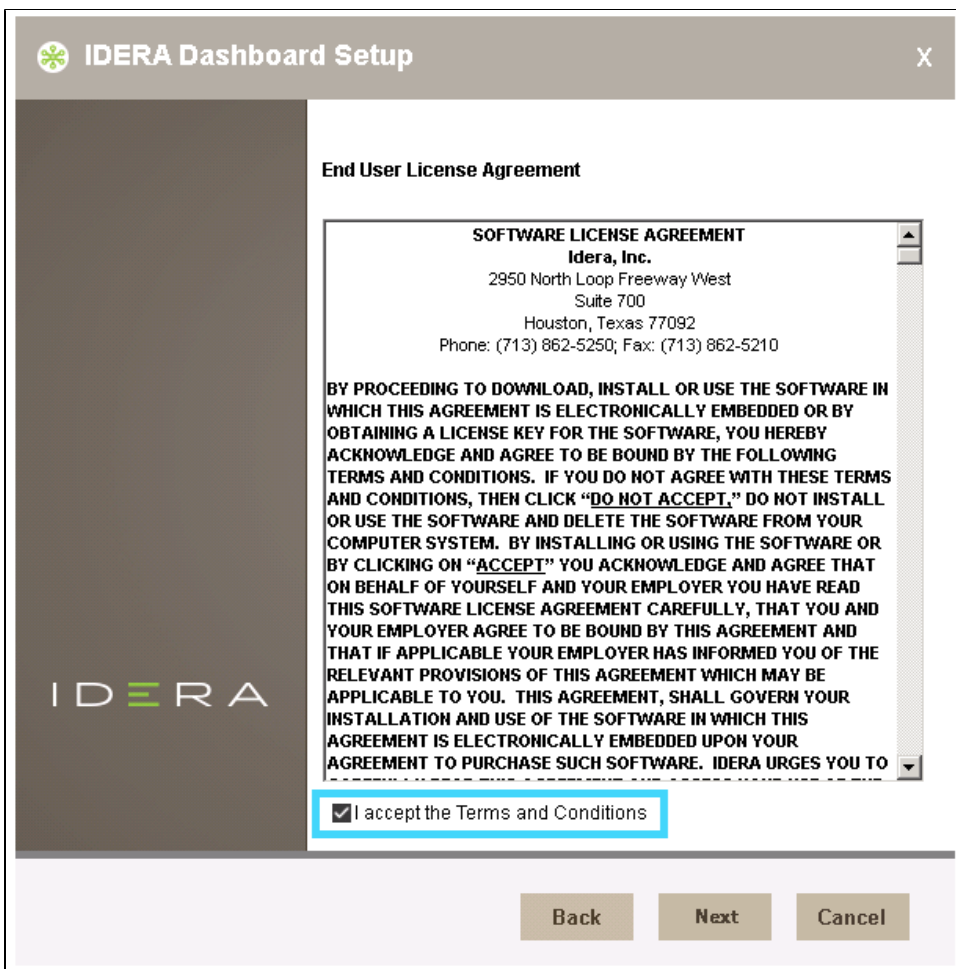 IDERA Dashboard Setup X
End User License Agreement
SOFTWARE LICENSE AGREEMENT
Idera, Inc.
2950 North Loop Freeway West
Suite 700
Houston, Texas 77092
Phone: (713) 862-5250; Fax: (713) 862-5210
BY PROCEEDING TO DOWNLOAD, INSTALL OR USE THE SOFTWARE IN
WHICH THIS AGREEMENT IS ELECTRONICALLY EMBEDDED OR BY
OBTAINING A LICENSE KEY FOR THE SOFTWARE, YOU HEREBY
ACKNOWLEDGE AND AGREE TO BE BOUND BY THE FOLLOWING
TERMS AND CONDITIONS. IF YOU DO NOT AGREE WITH THESE TERMS
AND CONDITIONS, THEN CLICK “DO NOT ACCEPT,” DO NOT INSTALL
OR USE THE SOFTWARE AND DELETE THE SOFTWARE FROM YOUR
COMPUTER SYSTEM. BY INSTALLING OR USING THE SOFTWARE OR
BY CLICKING ON “ACCEPT” YOU ACKNOWLEDGE AND AGREE THAT
ON BEHALF OF YOURSELF AND YOUR EMPLOYER YOU HAVE READ
THIS SOFTWARE LICENSE AGREEMENT CAREFULLY, THAT YOU AND
YOUR EMPLOYER AGREE TO BE BOUND BY THIS AGREEMENT AND
THAT IF APPLICABLE YOUR EMPLOYER HAS INFORMED YOU OF THE
RELEVANT PROVISIONS OF THIS AGREEMENT WHICH MAY BE
APPLICABLE TO YOU. THIS AGREEMENT, SHALL GOVERN YOUR
INSTALLATION AND USE OF THE SOFTWARE IN WHICH THIS
AGREEMENT IS ELECTRONICALLY EMBEDDED UPON YOUR
AGREEMENT TO PURCHASE SUCH SOFTWARE. IDERA URGES YOU TO
IDERA
I accept the Terms and Conditions
Back Next Cancel